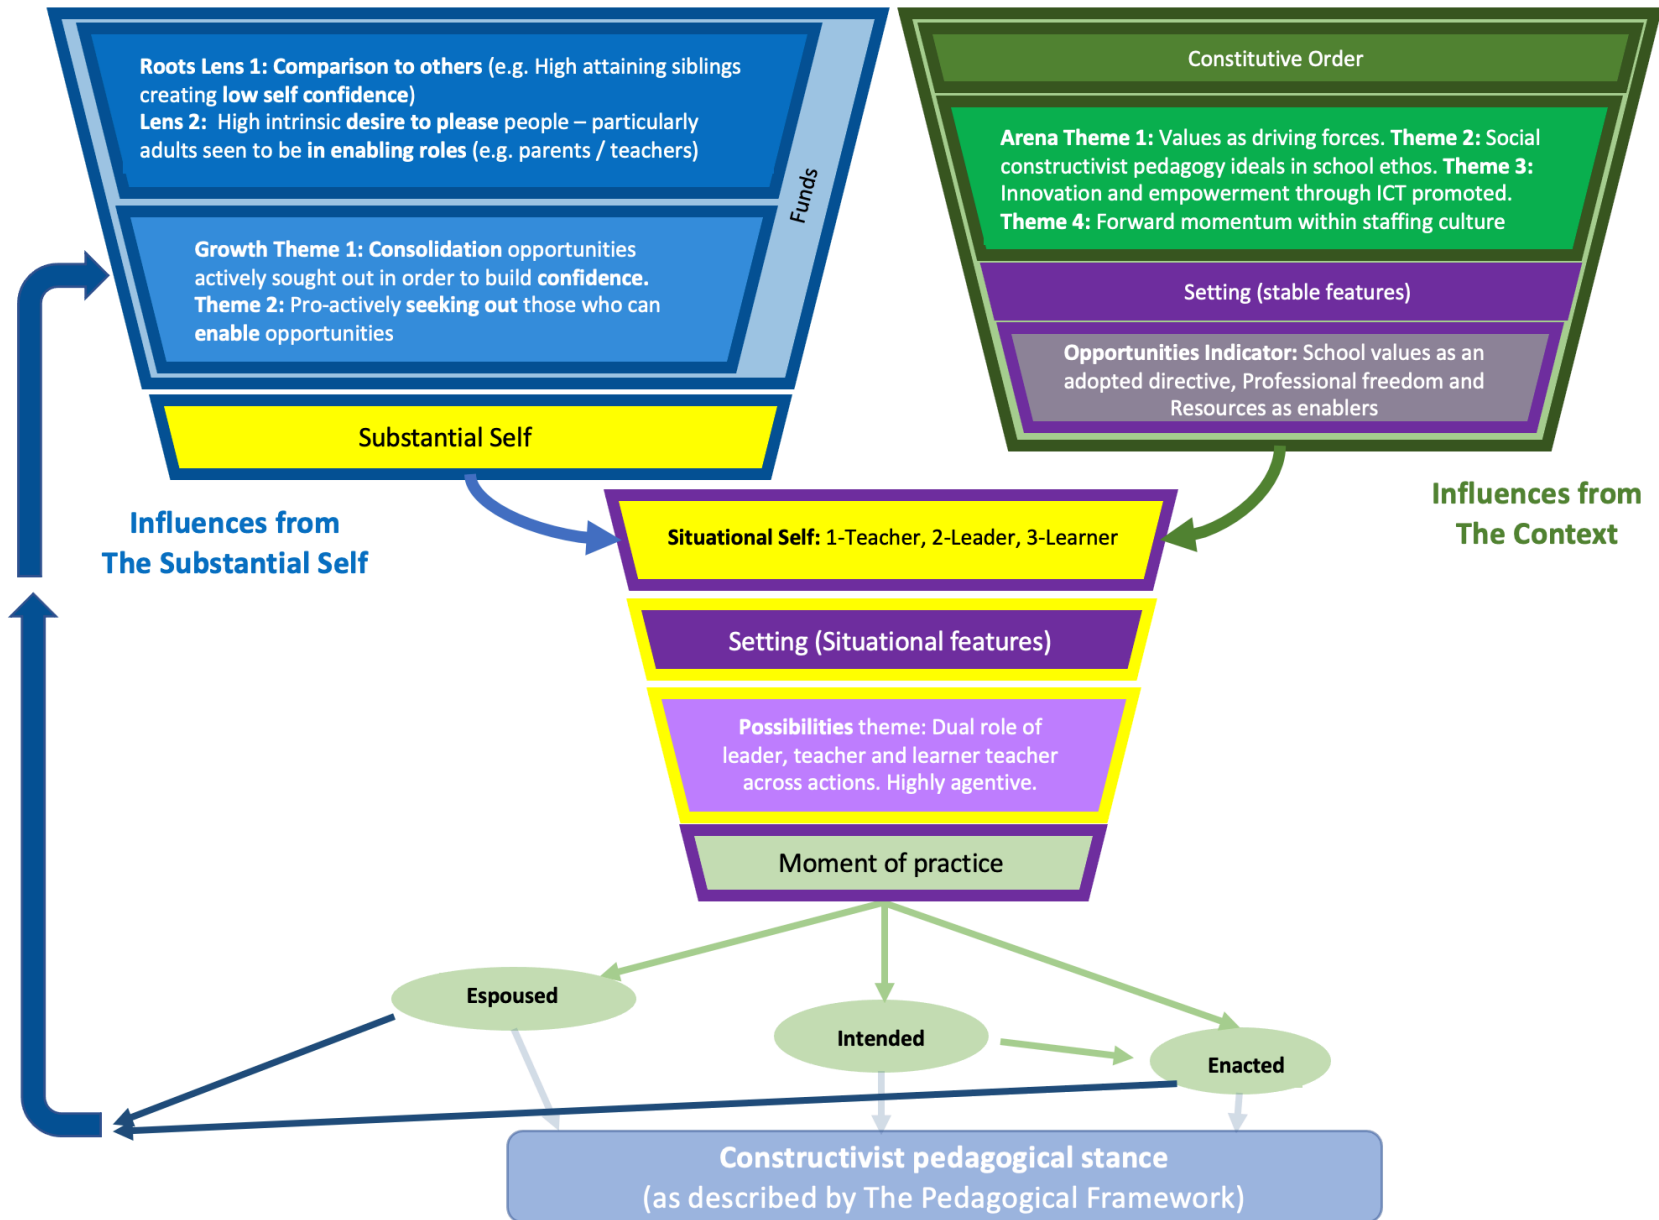 Roots Lens 1: Comparison to others (e.g. High attaining siblings
creating low self confidence)
Lens 2: High intrinsic desire to please people – particularly
adults seen to be in enabling roles (e.g. parents / teachers)
Funds
Growth Theme 1: Consolidation opportunities
actively sought out in order to build confidence.
Theme 2: Pro-actively seeking out those who can
enable opportunities
Substantial Self
Influences from
The Substantial Self
Constitutive Order
Arena Theme 1: Values as driving forces. Theme 2: Social
constructivist pedagogy ideals in school ethos. Theme 3:
Innovation and empowerment through ICT promoted.
Theme 4: Forward momentum within staffing culture
Setting (stable features)
Opportunities Indicator: School values as an
adopted directive, Professional freedom and
Resources as enablers
Influences from
The Context
Situational Self: 1-Teacher, 2-Leader, 3-Learner
Setting (Situational features)
Possibilities theme: Dual role of
leader, teacher and learner teacher
across actions. Highly agentive.
Moment of practice
Espoused
Intended
Enacted
Constructivist pedagogical stance
(as described by The Pedagogical Framework)